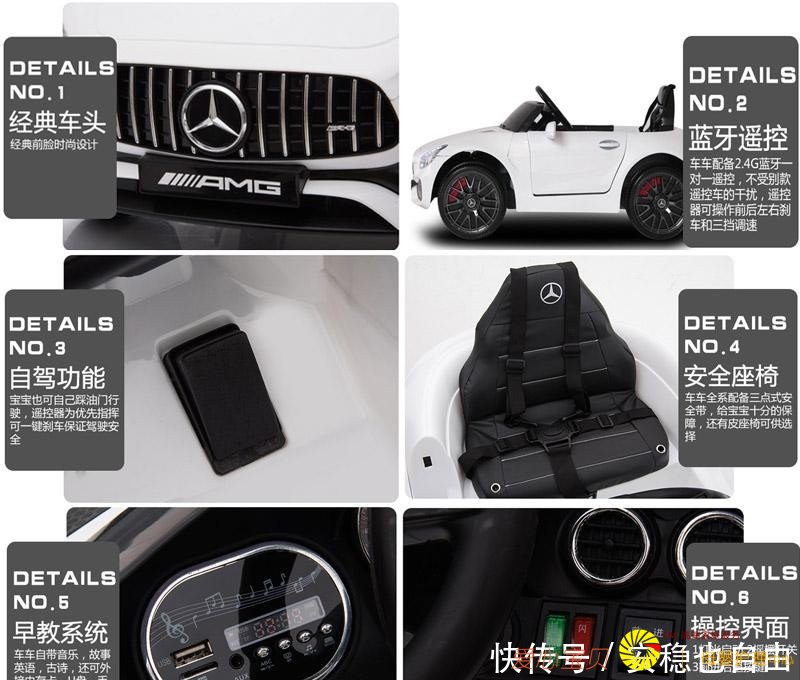 DETAILS
NO.1
经典车头
经典前脸时尚设计
AMG
AMG
DETAILS
NO.2
蓝牙遥控
车车配备2.4G蓝牙一
对一遥控，不受别款
遥控车的干扰，遥控
器可操作前后左右刹
车和三挡调速
DETAILS
NO.3
自驾功能
宝宝也可自己踩油门行
驶，遥控器为优先指挥
可一键刹车保证驾驶安
全
DETAILS
NO.4
安全座椅
车车全系配备三点式安
全带，给宝宝十分的保
障，还有皮座椅可供选
择
DETAILS
NO.5
早教系统
车车自带音乐，故事
英语，古诗，还可外
USB
AUX
ABC
DETAILS
NO.6
操控界面
闪
进
快传号／安稳也自由